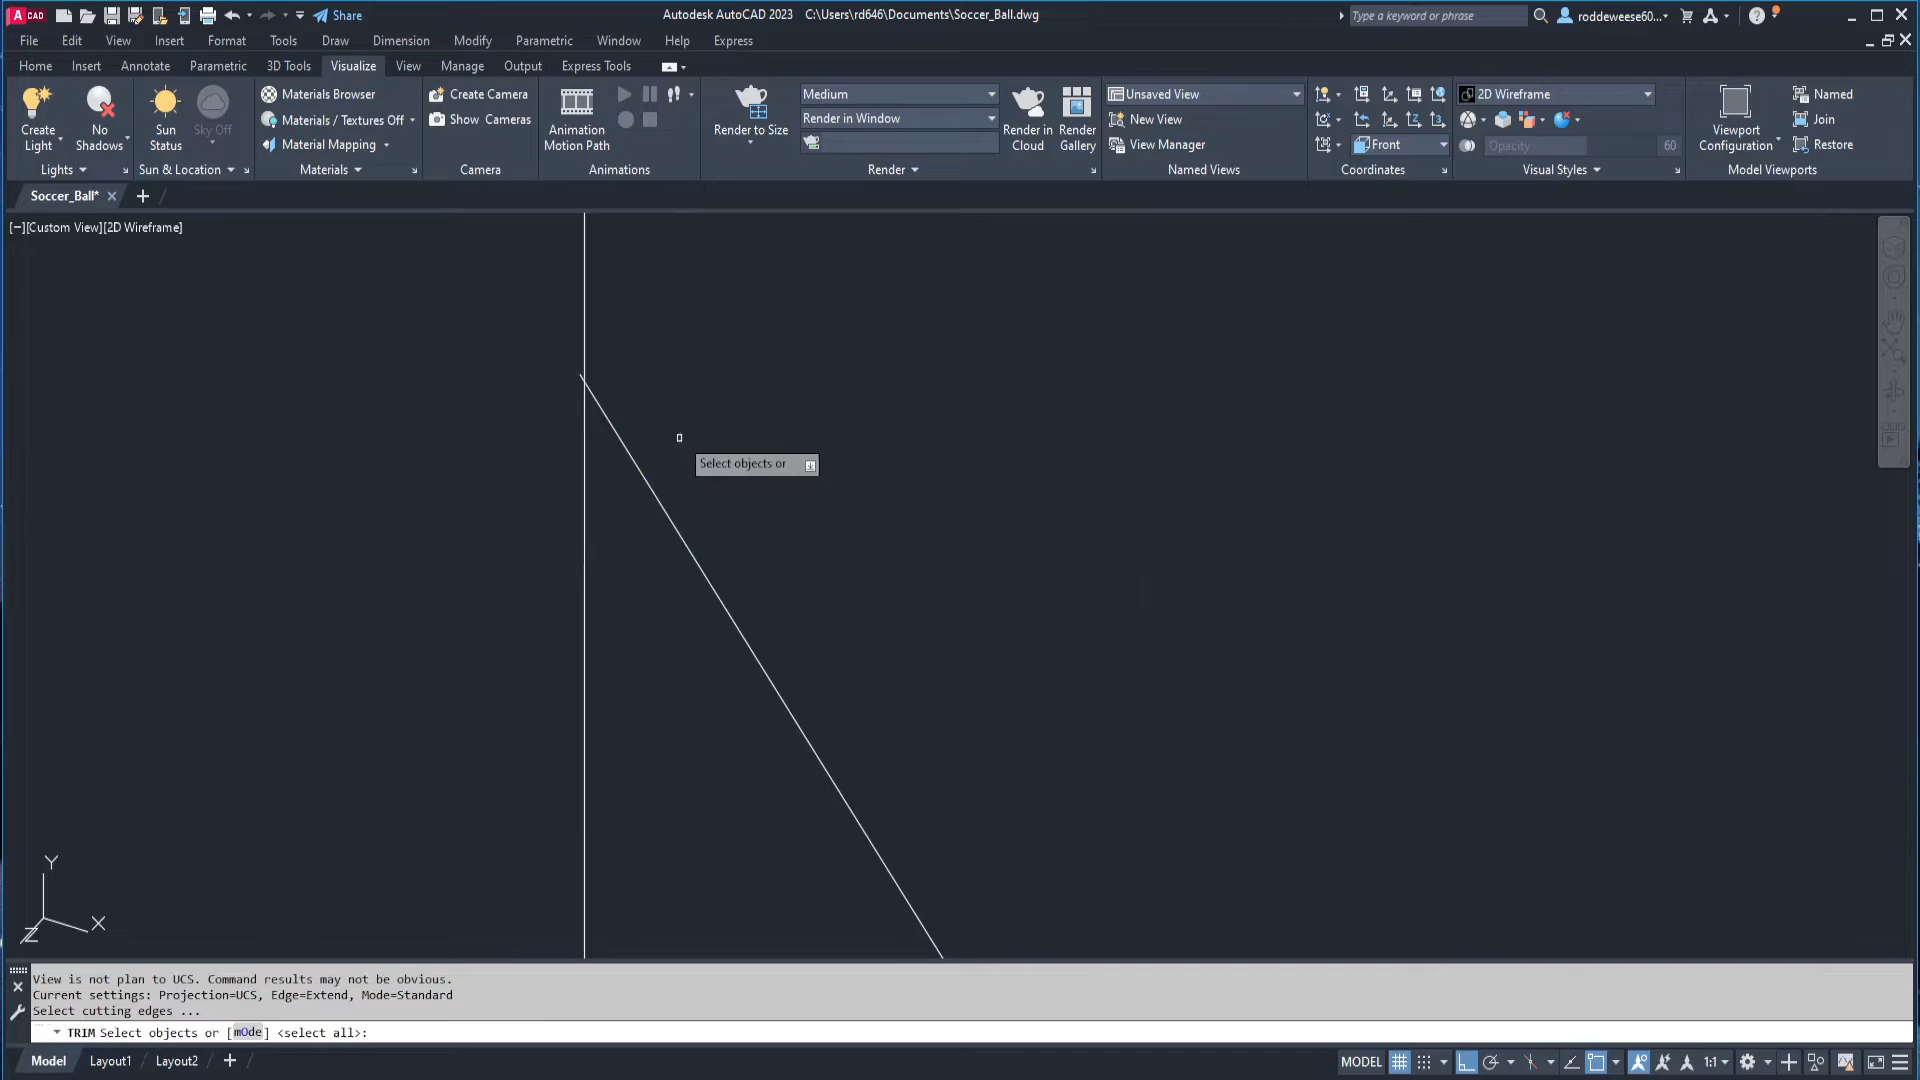 A CAD
Share
Autodesk AutoCAD 2023 C:\Users\rd646\Documents\Soccer_Ball.dwg
Type a keyword or phrase
roddeweese60...
File Edit View Insert Format Tools Draw Dimension Modify Parametric Window Help Express
Home Insert Annotate Parametric 3D Tools Visualize View Manage Output Express Tools
Create Light
No Shadows
Lights
Sun Status
Sky Off
Sun & Location
Materials Browser
Materials / Textures Off
Material Mapping
Materials
Create Camera
Show Cameras
Camera
Animation Motion Path
Animations
Render to Size
Medium
Render in Window
Render in Cloud
Render Gallery
Render
Unsaved View
New View
View Manager
Named Views
Front
Coordinates
2D Wireframe
Opacity 60
Visual Styles
Viewport Configuration
Named
Join
Restore
Model Viewports
Soccer_Ball*
[−][Custom View][2D Wireframe]
Select objects or
Y
X
Z
View is not plan to UCS. Command results may not be obvious.
Current settings: Projection=UCS, Edge=Extend, Mode=Standard
Select cutting edges ...
TRIM Select objects or [mOde] <select all>:
Model Layout1 Layout2
MODEL 1:1